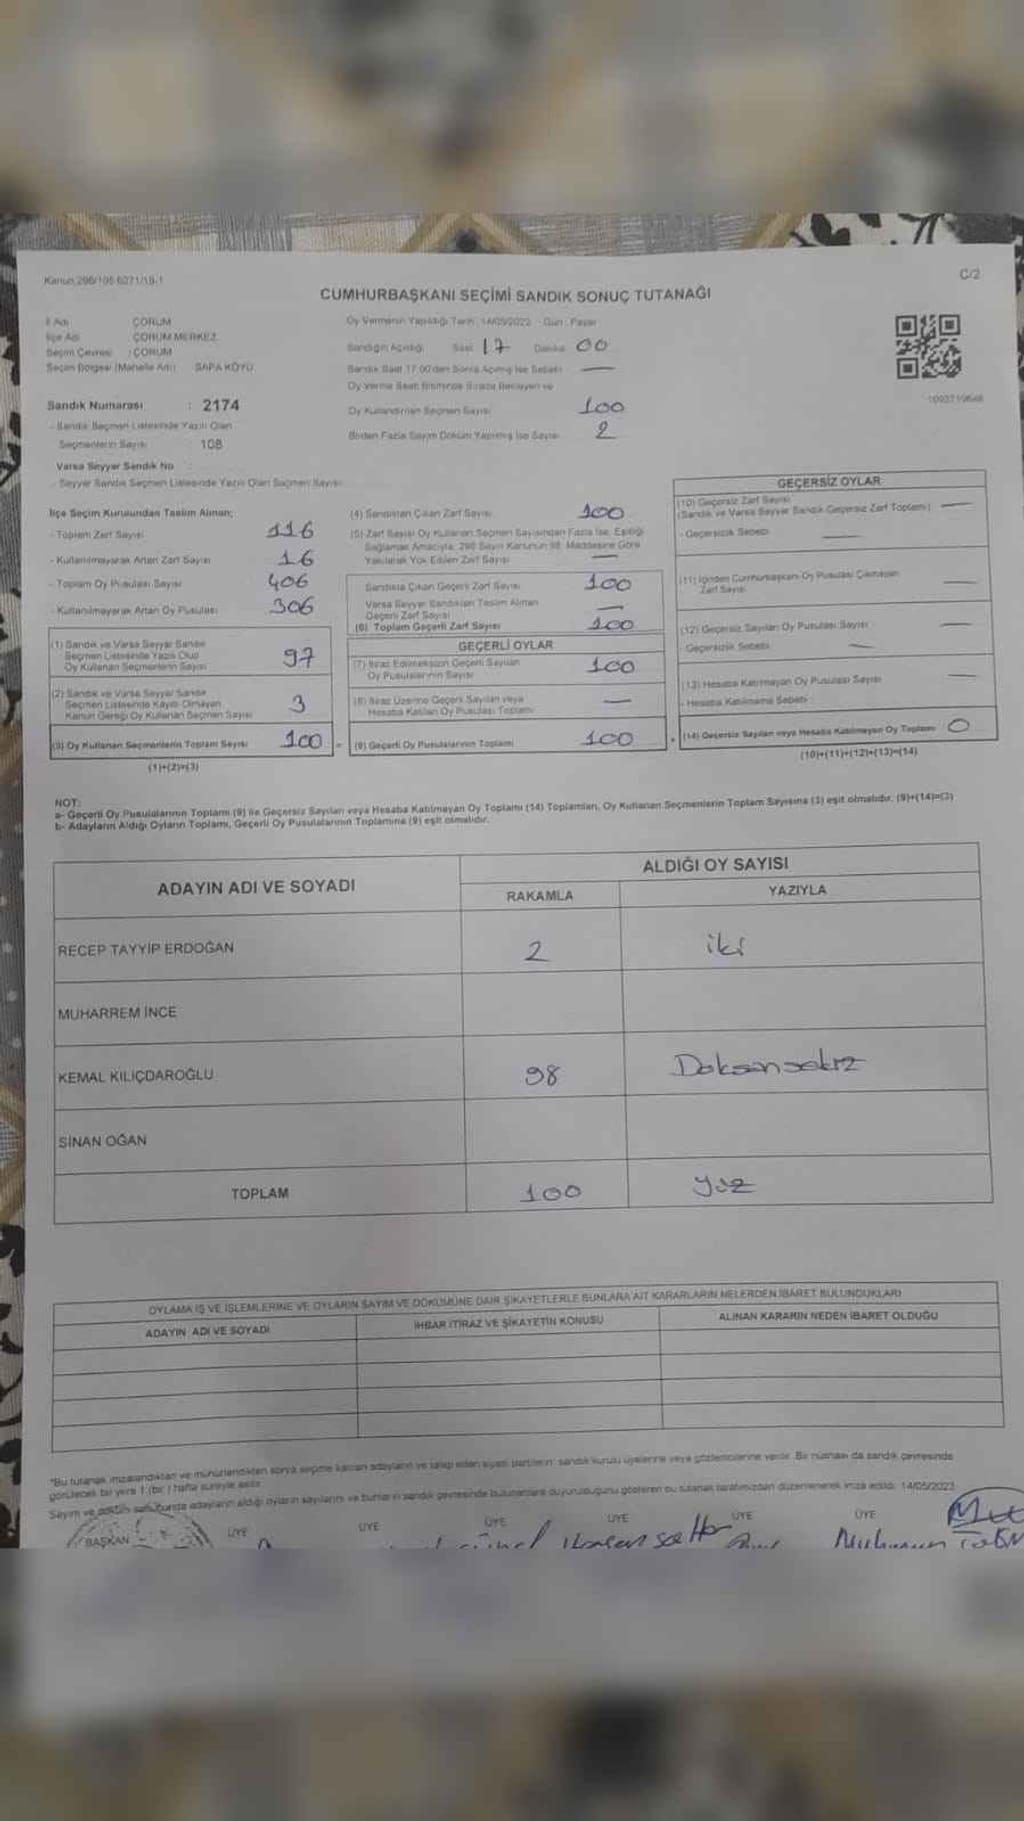 Kanun:298/105 6271/18-1
C/2
CUMHURBAŞKANI SEÇİMİ SANDIK SONUÇ TUTANAĞI
İl Adı ÇORUM
İlçe Adı ÇORUM MERKEZ
Seçim Çevresi : ÇORUM
Seçim Bölgesi (Mahalle Adı) SAPA KÖYÜ
Oy Vermenin Yapıldığı Tarih: 14/05/2023 - Gün : Pazar
Sandığın Açıldığı Saat 17 Dakika 00
Sandık Saat 17.00'den Sonra Açılmış İse Sebebi —
Oy Verme Saati Bitiminde Sırada Bekleyen ve
Oy Kullandırılan Seçmen Sayısı 100
Birden Fazla Sayım Döküm Yapılmış İse Sayısı 2
Sandık Numarası : 2174
- Sandık Seçmen Listesinde Yazılı Olan
Seçmenlerin Sayısı 108
Varsa Seyyar Sandık No
- Seyyar Sandık Seçmen Listesinde Yazılı Olan Seçmen Sayısı
İlçe Seçim Kurulundan Teslim Alınan;
- Toplam Zarf Sayısı 116
- Kullanılmayarak Artan Zarf Sayısı 16
- Toplam Oy Pusulası Sayısı 406
- Kullanılmayarak Artan Oy Pusulası 306
(1) Sandık ve Varsa Seyyar Sandık
Seçmen Listesinde Yazılı Olup
Oy Kullanan Seçmenlerin Sayısı 97
(2) Sandık ve Varsa Seyyar Sandık
Seçmen Listesinde Kayıtlı Olmayan
Kanun Gereği Oy Kullanan Seçmen Sayısı 3
(3) Oy Kullanan Seçmenlerin Toplam Sayısı 100
(1)+(2)=(3)
(4) Sandıktan Çıkan Zarf Sayısı 100
(5) Zarf Sayısı Oy Kullanan Seçmen Sayısından Fazla İse, Eşitliği
Sağlamak Amacıyla, 298 Sayılı Kanunun 98. Maddesine Göre
Yakılarak Yok Edilen Zarf Sayısı —
Sandıkta Çıkan Geçerli Zarf Sayısı 100
Varsa Seyyar Sandıktan Teslim Alınan
Geçerli Zarf Sayısı —
(6) Toplam Geçerli Zarf Sayısı 100
GEÇERLİ OYLAR
(7) İtiraz Edilmeksizin Geçerli Sayılan
Oy Pusulalarının Sayısı 100
(8) İtiraz Üzerine Geçerli Sayılan veya
Hesaba Katılan Oy Pusulası Toplamı —
(9) Geçerli Oy Pusulalarının Toplamı 100
GEÇERSİZ OYLAR
(10) Geçersiz Zarf Sayısı
(Sandık ve Varsa Seyyar Sandık Geçersiz Zarf Toplamı) —
- Geçersizlik Sebebi —
(11) İçinden Cumhurbaşkanı Oy Pusulası Çıkmayan
Zarf Sayısı —
(12) Geçersiz Sayılan Oy Pusulası Sayısı —
- Geçersizlik Sebebi —
(13) Hesaba Katılmayan Oy Pusulası Sayısı —
- Hesaba Katılmama Sebebi
(14) Geçersiz Sayılan veya Hesaba Katılmayan Oy Toplamı 0
(10)+(11)+(12)+(13)=(14)
NOT:
a- Geçerli Oy Pusulalarının Toplamı (9) ile Geçersiz Sayılan veya Hesaba Katılmayan Oy Toplamı (14) Toplamları, Oy Kullanan Seçmenlerin Toplam Sayısına (3) eşit olmalıdır. (9)+(14)=(3)
b- Adayların Aldığı Oyların Toplamı, Geçerli Oy Pusulalarının Toplamına (9) eşit olmalıdır.
ADAYIN ADI VE SOYADI
ALDIĞI OY SAYISI
RAKAMLA YAZIYLA
RECEP TAYYİP ERDOĞAN 2 iki
MUHARREM İNCE
KEMAL KILIÇDAROĞLU 98 Doksansekiz
SİNAN OĞAN
TOPLAM 100 yüz
OYLAMA İŞ VE İŞLEMLERİNE VE OYLARIN SAYIM VE DÖKÜMÜNE DAİR ŞİKAYETLERLE BUNLARA AİT KARARLARIN NELERDEN İBARET BULUNDUKLARI
ADAYIN ADI VE SOYADI İHBAR İTİRAZ VE ŞİKAYETİN KONUSU ALINAN KARARIN NEDEN İBARET OLDUĞU
*Bu tutanak imzalandıktan ve mühürlendikten sonra seçime katılan adayların ve talep eden siyasi partilerin sandık kurulu üyelerine veya gözlemcilerine verilir. Bir nüshası da sandık çevresinde
görülecek bir yere 1 (bir) hafta süreyle asılır.
Sayım ve döküm sonucunda adayların aldığı oyların sayılarını ve bunların sandık çevresinde bulunanlara duyurulduğunu gösteren bu tutanak tarafımızdan düzenlenerek imza edildi. 14/05/2023
BAŞKAN ÜYE ÜYE ÜYE ÜYE ÜYE ÜYE